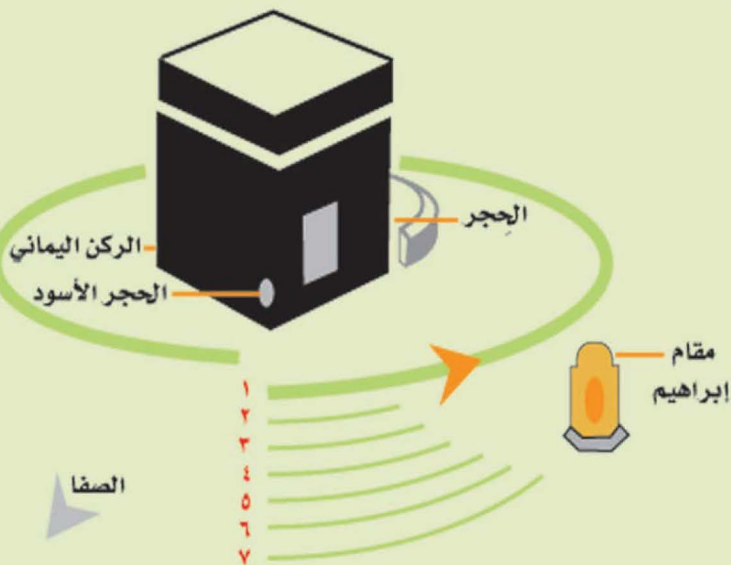 الحِجر
الركن اليماني
الحجر الأسود
مقام
إبراهيم
١
٢
٣
٤
٥
٦
٧
الصفا